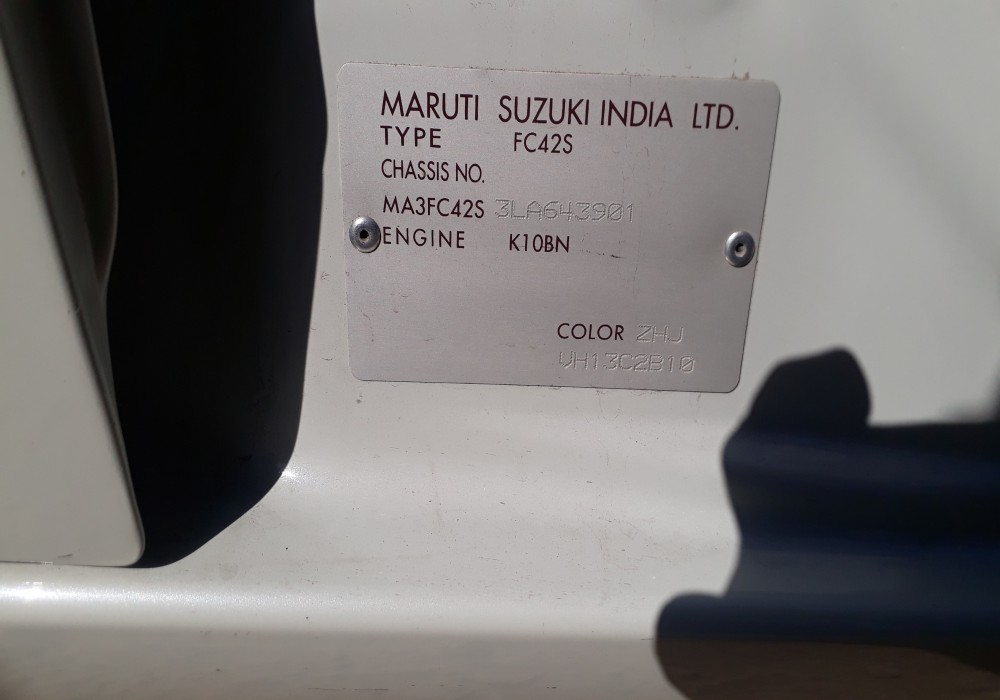 MARUTI SUZUKI INDIA LTD.
TYPE FC42S
CHASSIS NO.
MA3FC42S 3LA643901
ENGINE K10BN
COLOR ZHJ
VH13C2B10